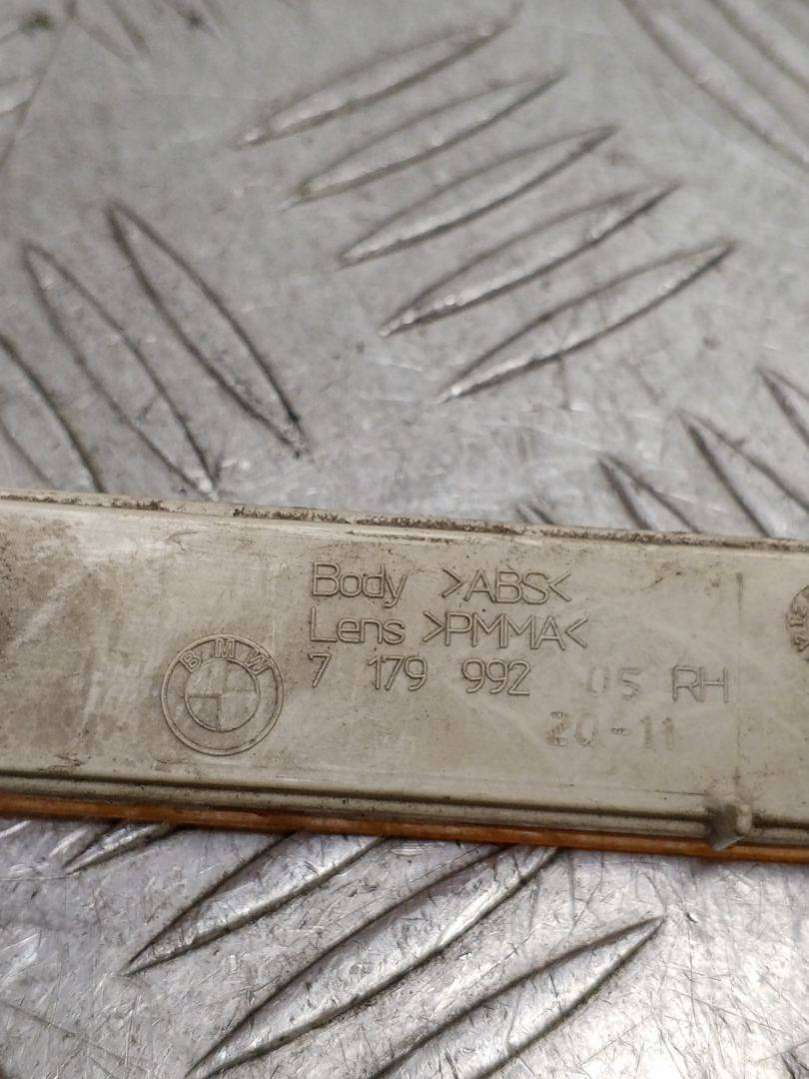 Body >ABS<
Lens >PMMA<
BMW
7 179 992 05 RH
20-11